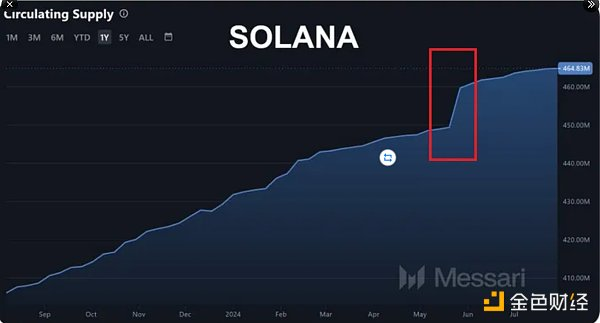 Circulating Supply
1M 3M 6M YTD 1Y 5Y ALL
SOLANA
464.83M
460.00M
450.00M
440.00M
430.00M
420.00M
410.00M
Messari
Sep Oct Nov Dec 2024 Feb Mar Apr May Jun Jul
金色财经